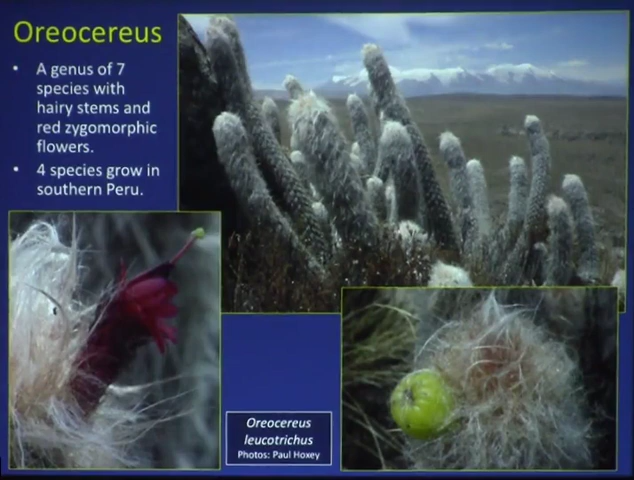 Oreocereus
• A genus of 7
species with
hairy stems and
red zygomorphic
flowers.
• 4 species grow in
southern Peru.
Oreocereus
leucotrichus
Photos: Paul Hoxey